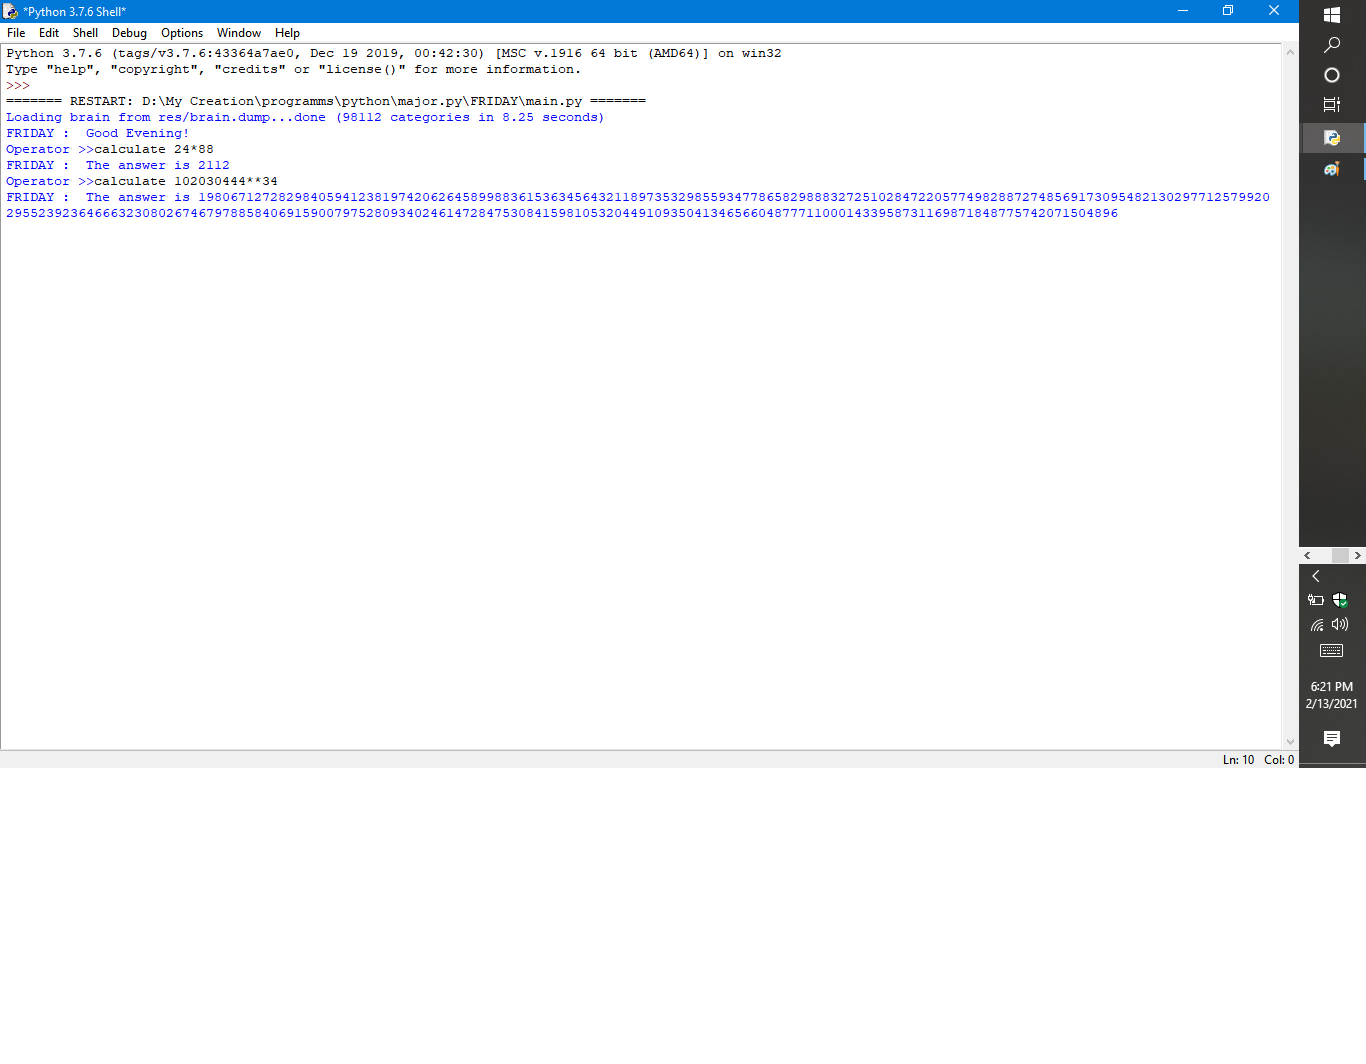 *Python 3.7.6 Shell*
File Edit Shell Debug Options Window Help
Python 3.7.6 (tags/v3.7.6:43364a7ae0, Dec 19 2019, 00:42:30) [MSC v.1916 64 bit (AMD64)] on win32
Type "help", "copyright", "credits" or "license()" for more information.
>>>
======= RESTART: D:\My Creation\programms\python\major.py\FRIDAY\main.py =======
Loading brain from res/brain.dump...done (98112 categories in 8.25 seconds)
FRIDAY :  Good Evening!
Operator >>calculate 24*88
FRIDAY :  The answer is 2112
Operator >>calculate 102030444**34
FRIDAY :  The answer is 19806712728298405941238197420626458998836153634564321189735329855934778658298883272510284722057749828872748569173095482130297712579920
2955239236466632308026746797885840691590079752809340246147284753084159810532044910935041346566048777110001433958731169871848775742071504896
Ln: 10 Col: 0
6:21 PM
2/13/2021